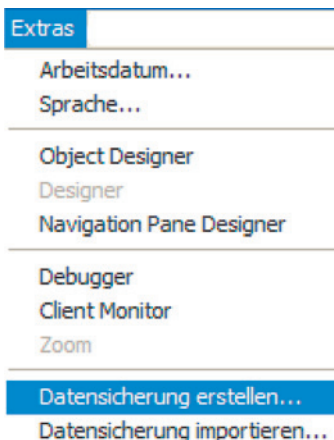 Extras
Arbeitsdatum...
Sprache...
Object Designer
Designer
Navigation Pane Designer
Debugger
Client Monitor
Zoom
Datensicherung erstellen...
Datensicherung importieren...